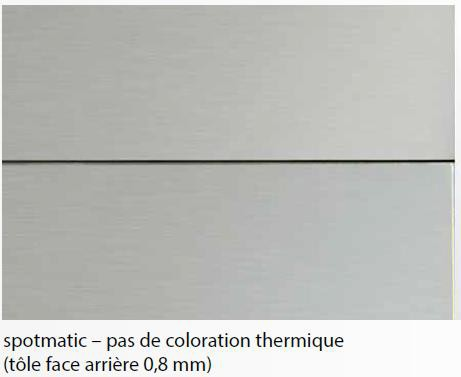 spotmatic – pas de coloration thermique
(tôle face arrière 0,8 mm)